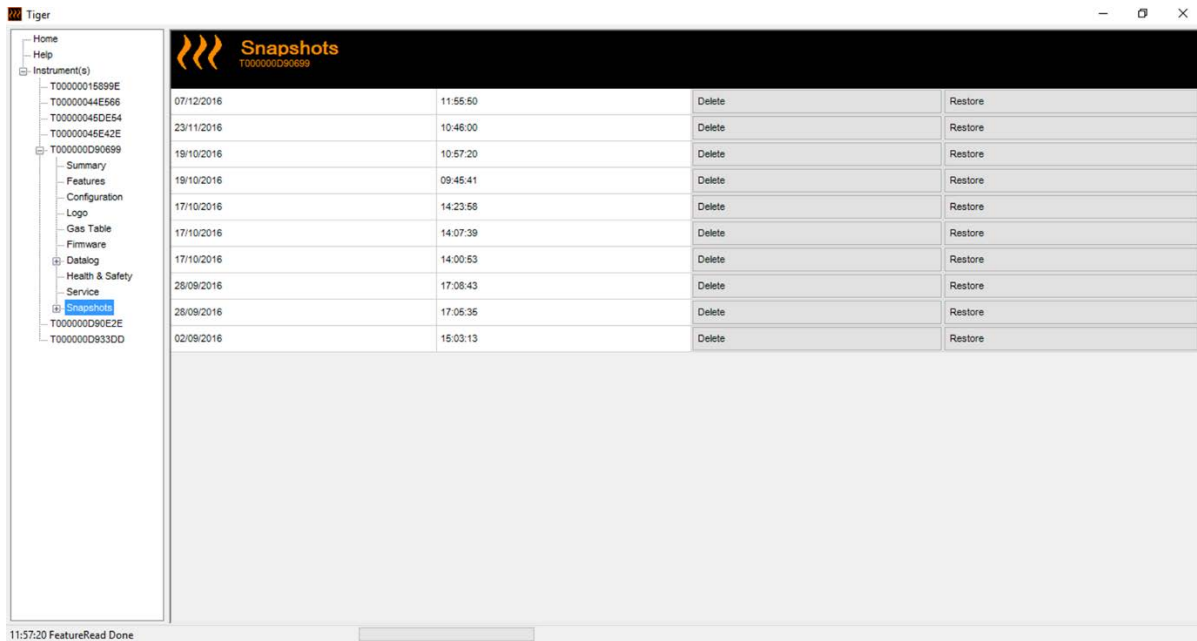 Tiger
Home
Help
Instrument(s)
T00000015899E
T00000044E566
T00000045DE54
T00000045E42E
T000000D90699
Summary
Features
Configuration
Logo
Gas Table
Firmware
Datalog
Health & Safety
Service
Snapshots
T000000D90E2E
T000000D933DD
Snapshots
T000000D90699
07/12/2016 11:55:50 Delete Restore
23/11/2016 10:46:00 Delete Restore
19/10/2016 10:57:20 Delete Restore
19/10/2016 09:45:41 Delete Restore
17/10/2016 14:23:58 Delete Restore
17/10/2016 14:07:39 Delete Restore
17/10/2016 14:00:53 Delete Restore
28/09/2016 17:08:43 Delete Restore
28/09/2016 17:05:35 Delete Restore
02/09/2016 15:03:13 Delete Restore
11:57:20 FeatureRead Done